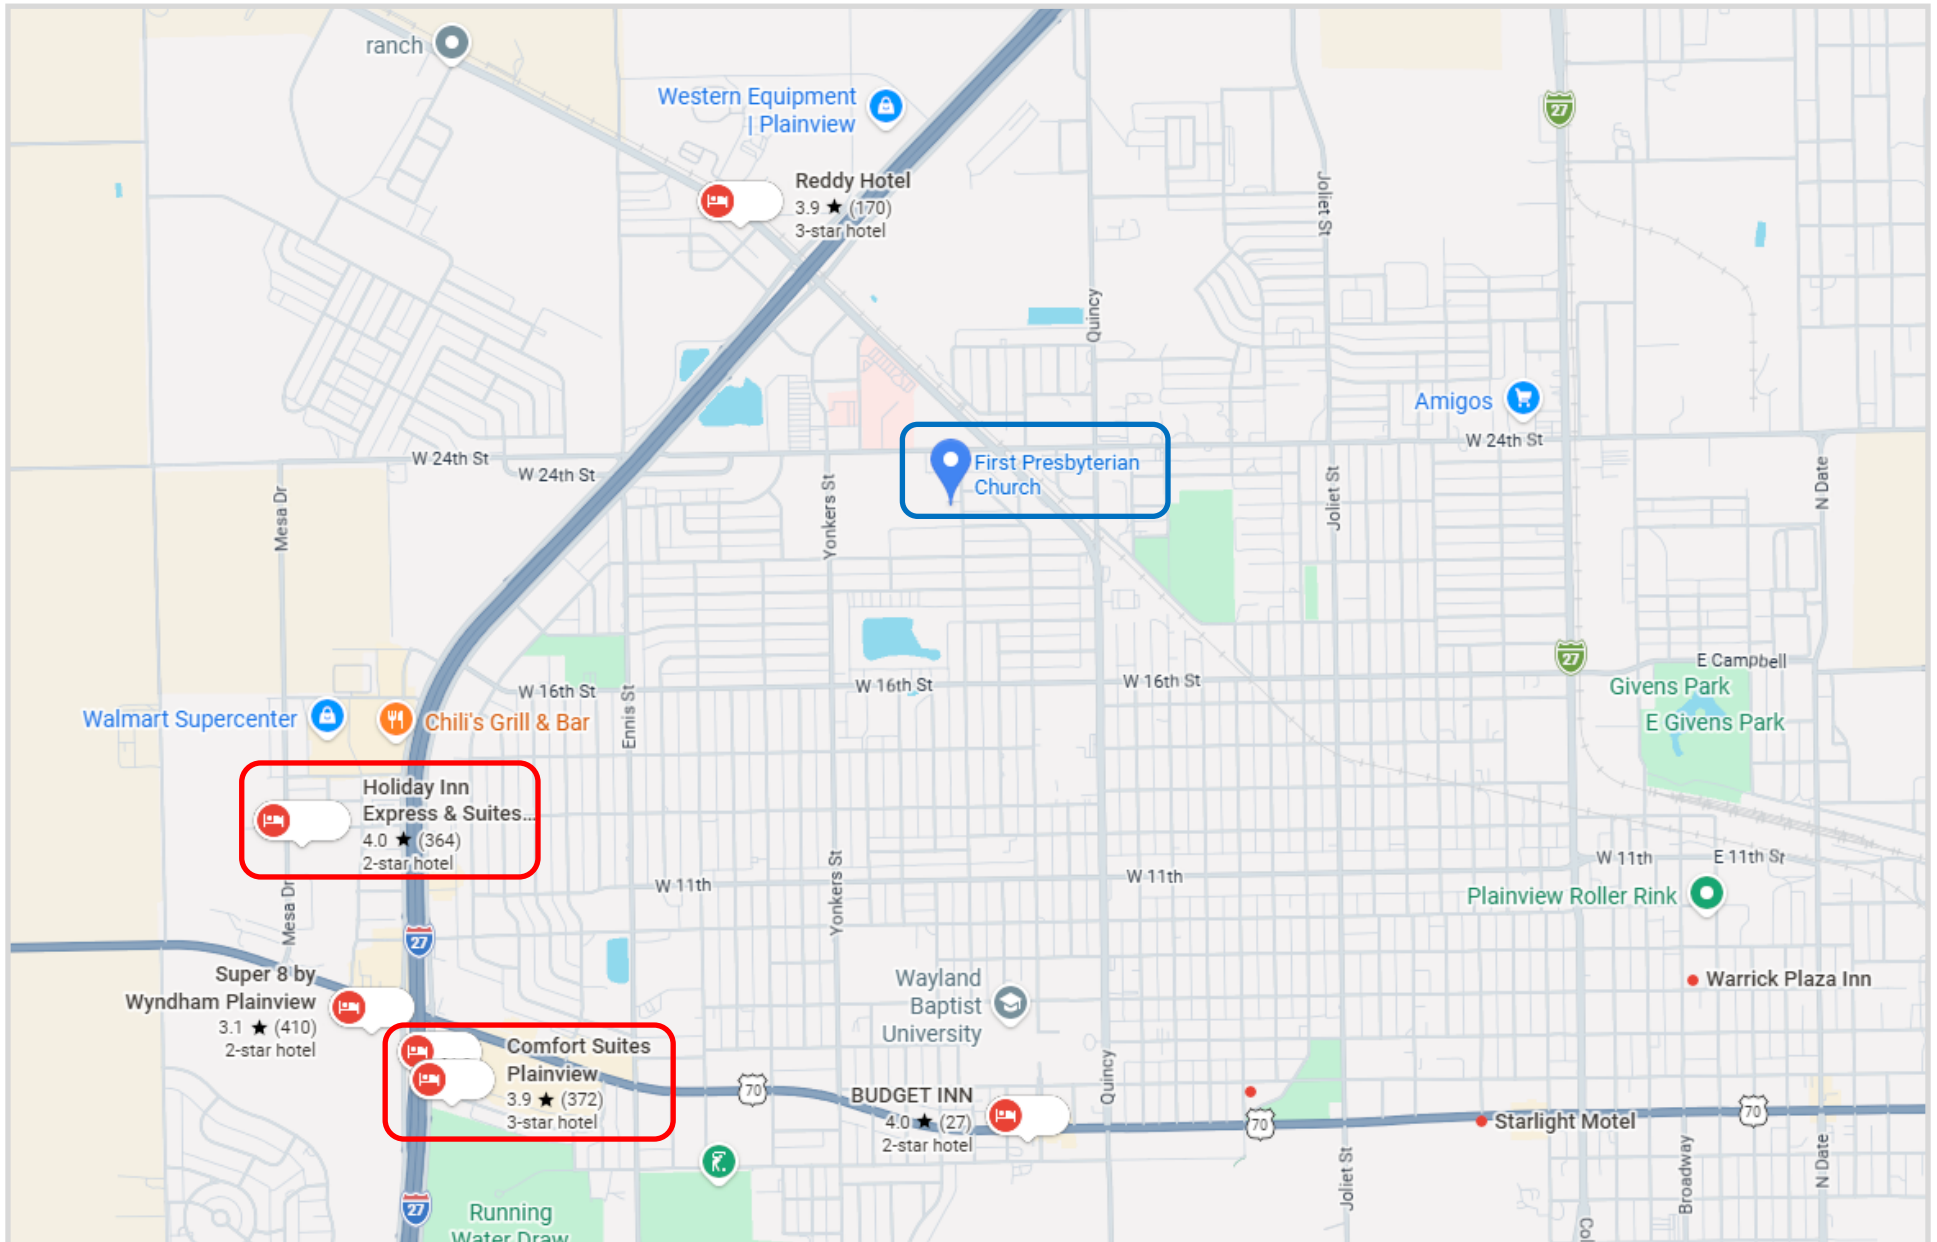 ranch
Western Equipment
| Plainview
27
Reddy Hotel
3.9 ★ (170)
3-star hotel
Joliet St
Quincy
Amigos
W 24th St
W 24th St
W 24th St
First Presbyterian
Church
Mesa Dr
Yonkers St
Joliet St
N Date
27
E Campbell
W 16th St
W 16th St
W 16th St
Givens Park
E Givens Park
Ennis St
Walmart Supercenter
Chili's Grill & Bar
Holiday Inn
Express & Suites...
4.0 ★ (364)
2-star hotel
W 11th
W 11th
W 11th
E 11th St
Yonkers St
Mesa Dr
Plainview Roller Rink
27
Super 8 by
Wyndham Plainview
3.1 ★ (410)
2-star hotel
Wayland
Baptist
University
Warrick Plaza Inn
Comfort Suites
Plainview
3.9 ★ (372)
3-star hotel
70
Quincy
BUDGET INN
4.0 ★ (27)
2-star hotel
70
Starlight Motel
70
Joliet St
Broadway
N Date
27
Running
Water Draw